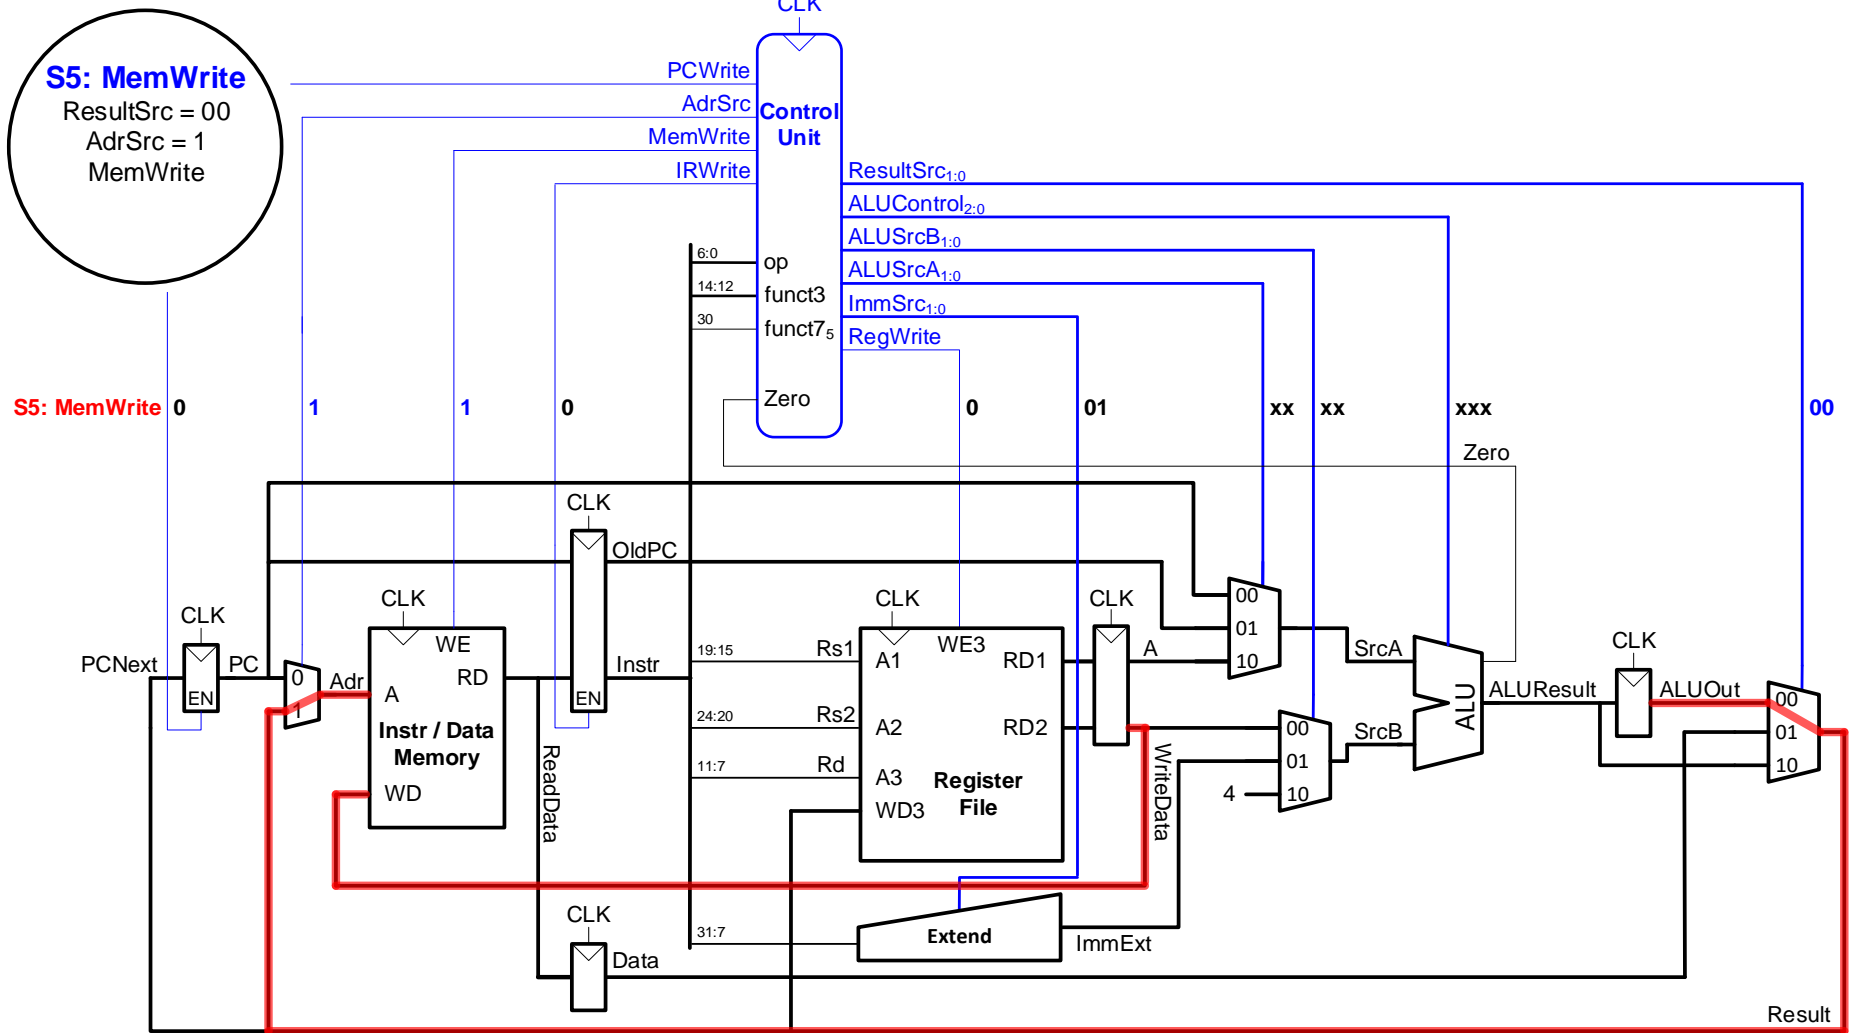 CLK
S5: MemWrite
ResultSrc = 00
AdrSrc = 1
MemWrite
PCWrite
AdrSrc
MemWrite
IRWrite
Control
Unit
ResultSrc1:0
ALUControl2:0
ALUSrcB1:0
ALUSrcA1:0
ImmSrc1:0
RegWrite
6:0 op
14:12 funct3
30 funct75
Zero
S5: MemWrite 0 1 1 0 0 01 xx xx xxx 00
Zero
CLK
OldPC
CLK
PCNext
EN
PC
0
1
Adr
CLK
WE
A
RD
Instr / Data
Memory
WD
ReadData
EN
Instr
19:15 Rs1
24:20 Rs2
11:7 Rd
31:7
CLK
WE3
A1
RD1
A2
RD2
A3
Register
File
WD3
CLK
A
WriteData
00
01
10
SrcA
00
01
10
4
SrcB
ALU
ALUResult
CLK
ALUOut
00
01
10
Extend
ImmExt
CLK
Data
Result